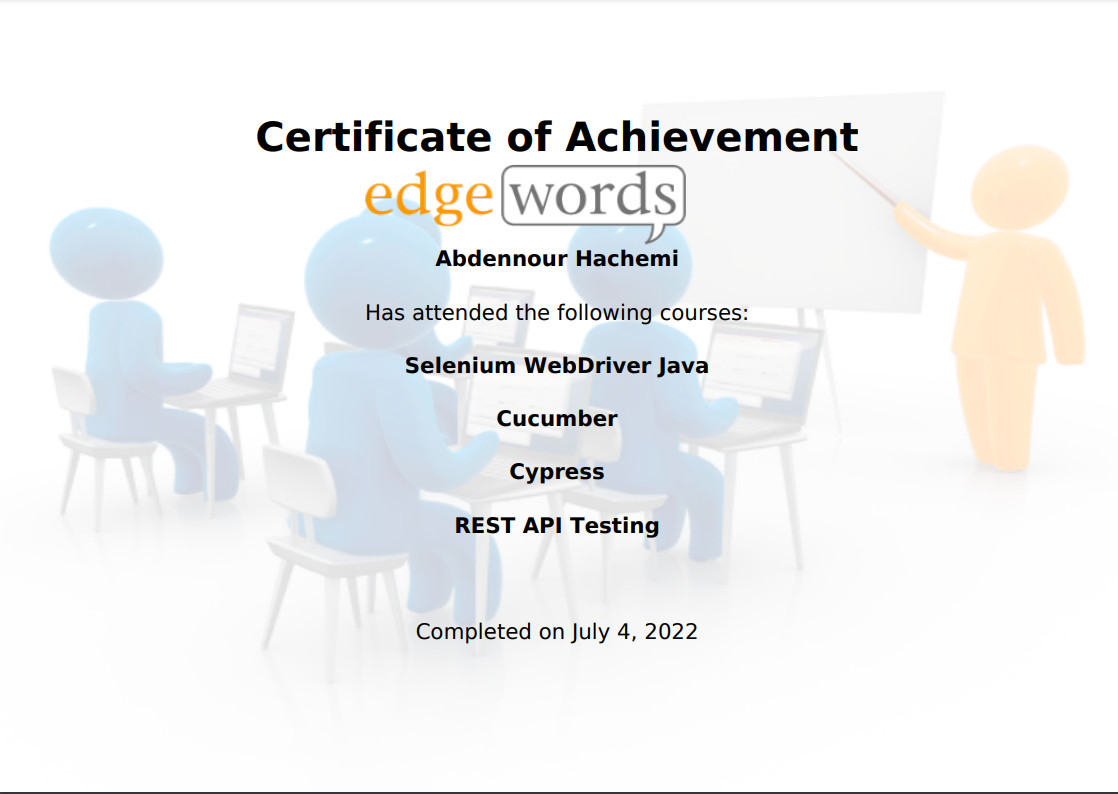 Certificate of Achievement
edgewords
Abdennour Hachemi
Has attended the following courses:
Selenium WebDriver Java
Cucumber
Cypress
REST API Testing
Completed on July 4, 2022